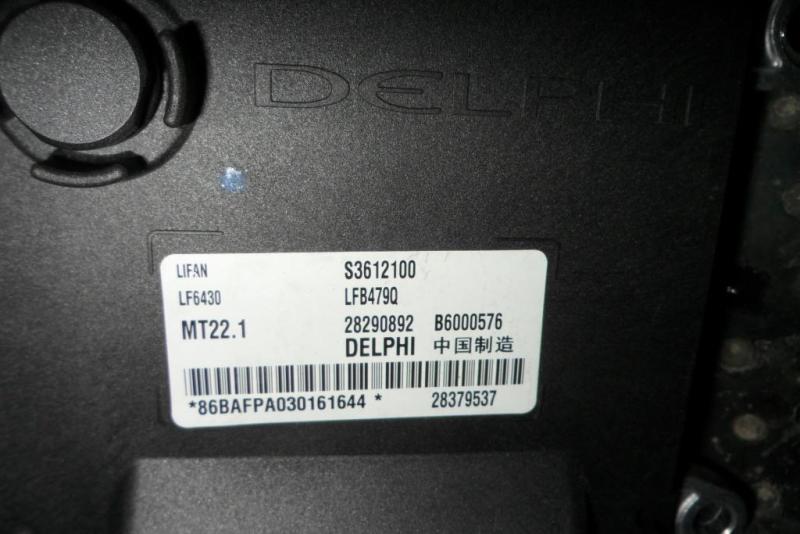 DELPHI
LIFAN S3612100
LF6430 LFB479Q
MT22.1 28290892 B6000576
DELPHI 中国制造
*86BAFPA030161644 * 28379537